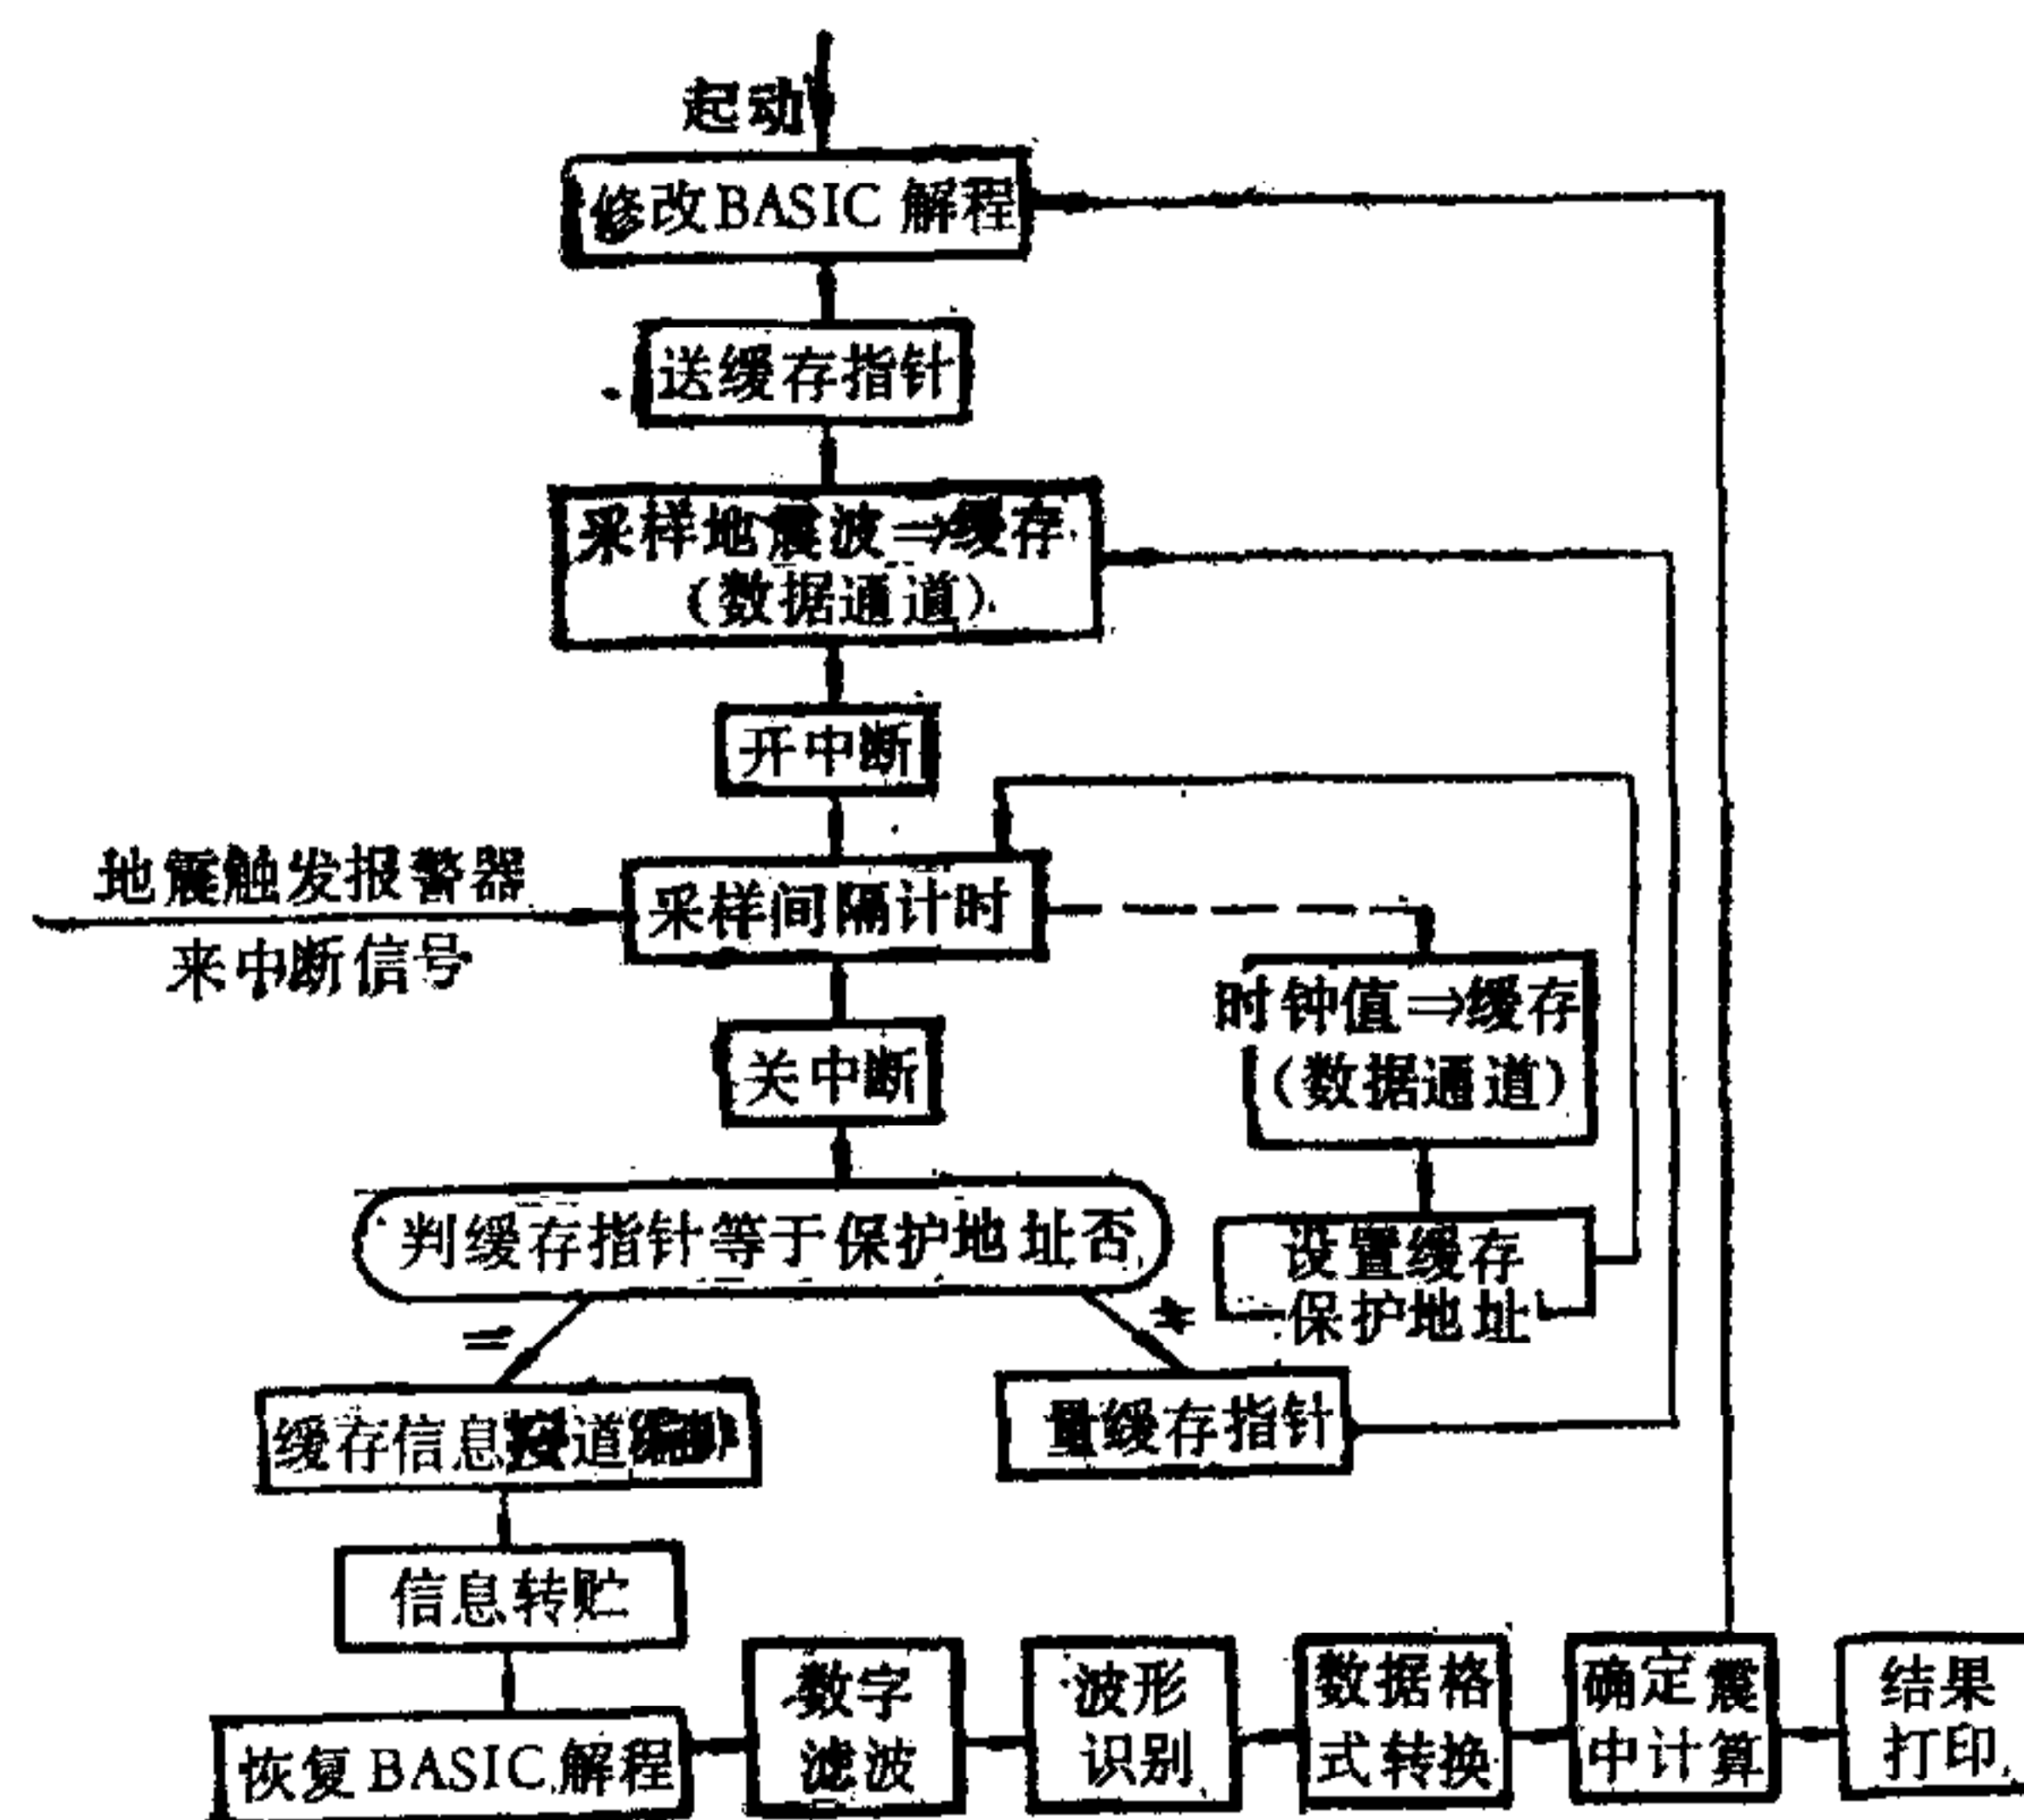 起动
修改BASIC 解程
送缓存指针
采样地震波⇒缓存
(数据通道)
开中断
地震触发报警器
来中断信号
采样间隔计时
时钟值⇒缓存
(数据通道)
关中断
判缓存指针等于保护地址否
设置缓存
保护地址
=
≠
缓存信息按道
量缓存指针
信息转贮
恢复BASIC解程
数字
滤波
波形
识别
数据格
式转换
确定震
中计算
结果
打印